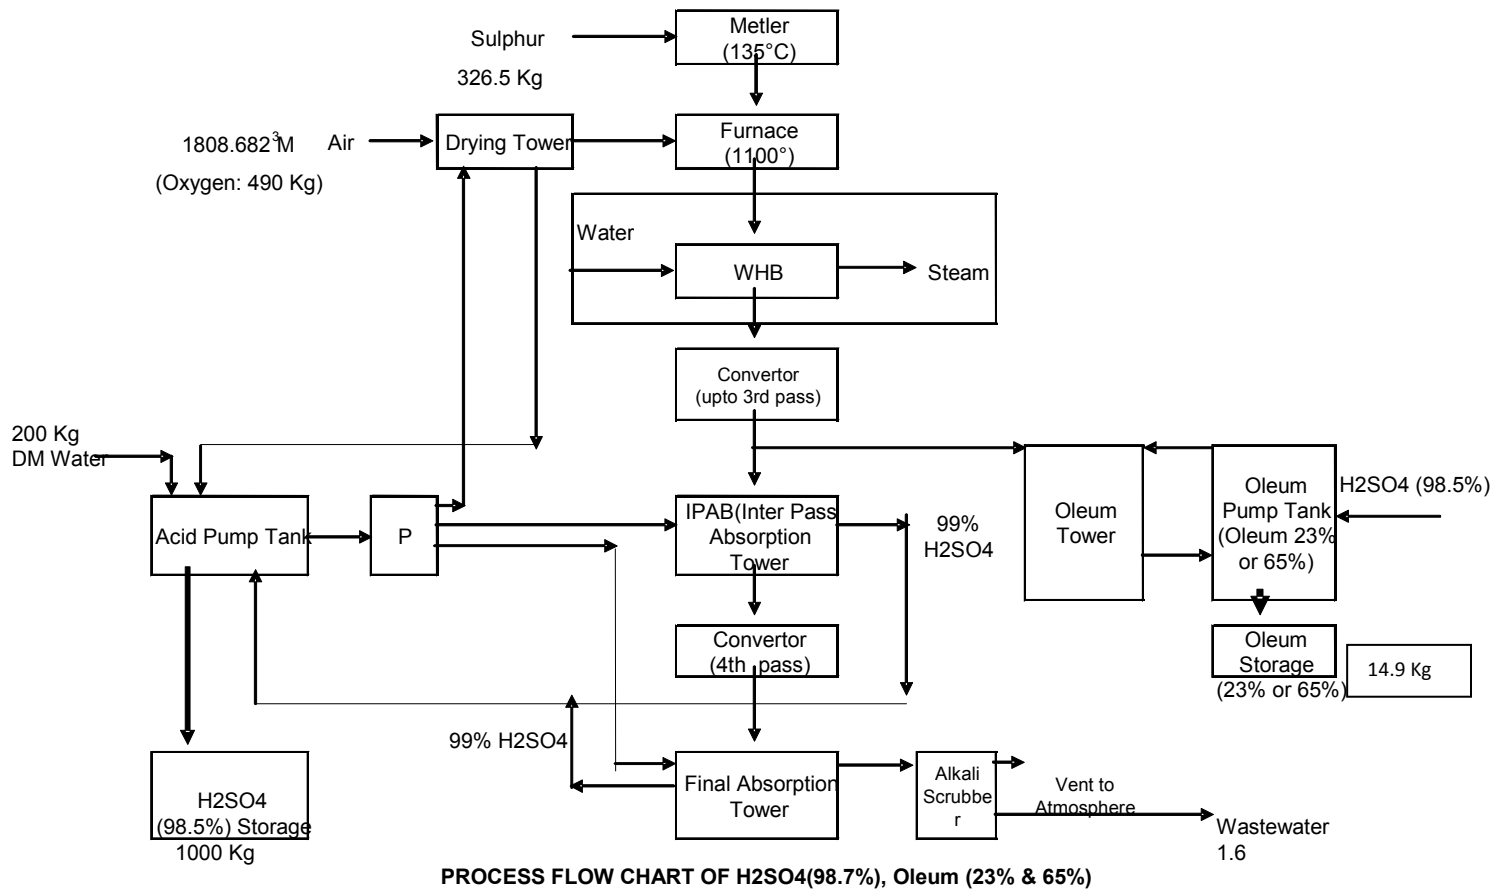 Metler
(135°C)
Sulphur
326.5 Kg
1808.682³M
Air
(Oxygen: 490 Kg)
Drying Tower
Furnace
(1100°)
Water
WHB
Steam
Convertor
(upto 3rd pass)
200 Kg
DM Water
Acid Pump Tank
P
IPAB(Inter Pass
Absorption
Tower
99%
H2SO4
Oleum
Tower
Oleum
Pump Tank
(Oleum 23%
or 65%)
H2SO4 (98.5%)
Convertor
(4th pass)
Oleum
Storage
(23% or 65%)
14.9 Kg
99% H2SO4
H2SO4
(98.5%) Storage
1000 Kg
Final Absorption
Tower
Alkali
Scrubbe
r
Vent to
Atmosphere
Wastewater
1.6
PROCESS FLOW CHART OF H2SO4(98.7%), Oleum (23% & 65%)